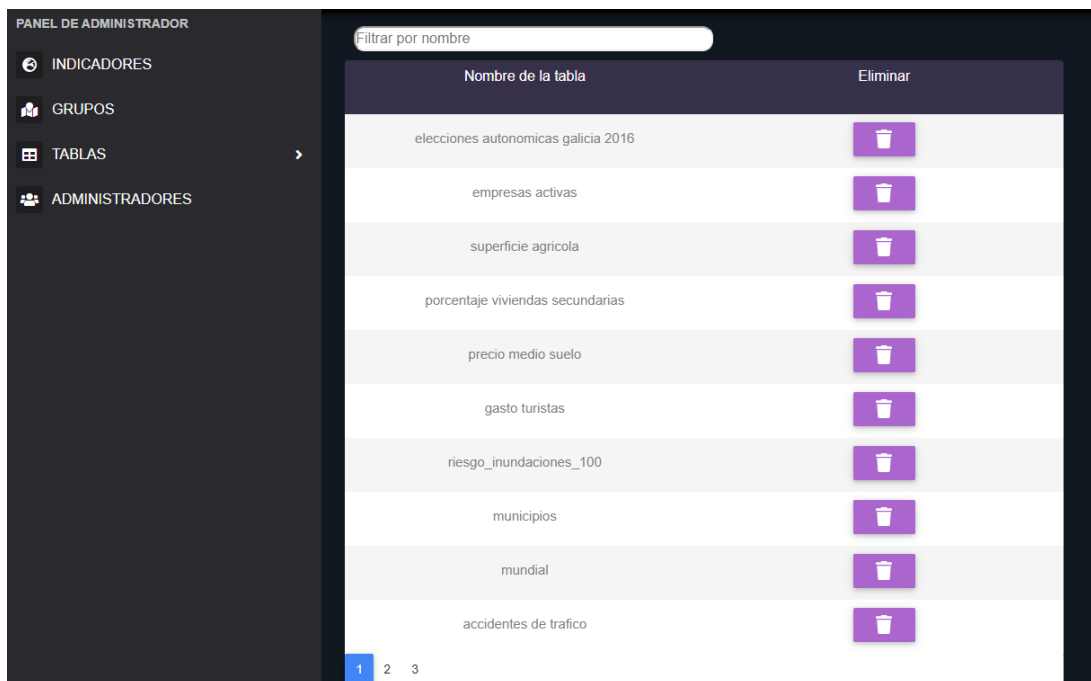 PANEL DE ADMINISTRADOR
INDICADORES
GRUPOS
TABLAS
ADMINISTRADORES
Filtrar por nombre
Nombre de la tabla Eliminar
elecciones autonomicas galicia 2016
empresas activas
superficie agricola
porcentaje viviendas secundarias
precio medio suelo
gasto turistas
riesgo_inundaciones_100
municipios
mundial
accidentes de trafico
1 2 3